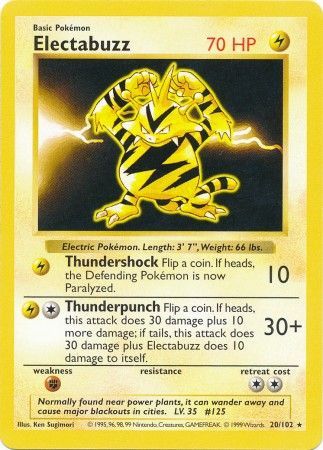 Basic Pokémon
Electabuzz 70 HP
Electric Pokémon. Length: 3' 7", Weight: 66 lbs.
Thundershock Flip a coin. If heads,
the Defending Pokémon is now
Paralyzed.
10
Thunderpunch Flip a coin. If heads,
this attack does 30 damage plus 10
more damage; if tails, this attack does
30 damage plus Electabuzz does 10
damage to itself.
30+
weakness resistance retreat cost
Normally found near power plants, it can wander away and
cause major blackouts in cities. LV. 35 #125
Illus. Ken Sugimori © 1995, 96, 98, 99 Nintendo, Creatures, GAMEFREAK. © 1999 Wizards. 20/102 ★